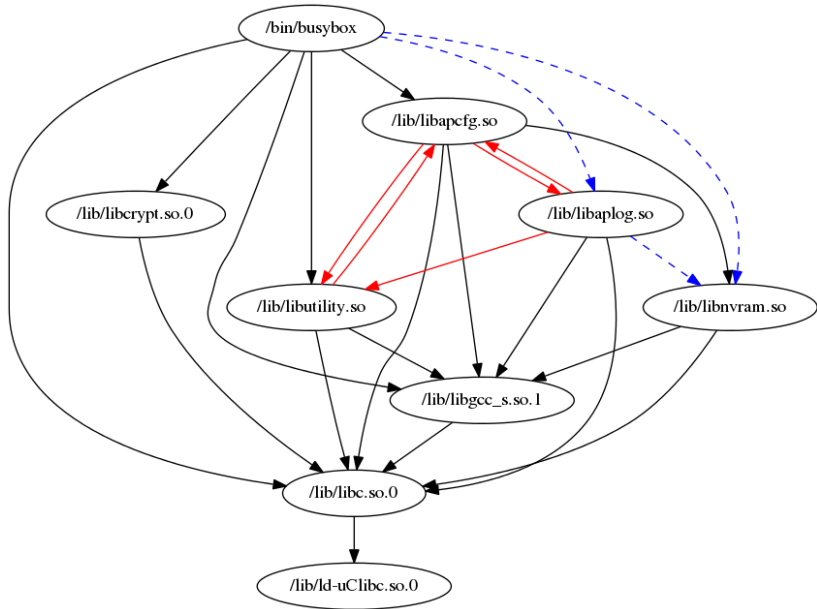 /bin/busybox
/lib/libapcfg.so
/lib/libcrypt.so.0
/lib/libaplog.so
/lib/libutility.so
/lib/libnvram.so
/lib/libgcc_s.so.1
/lib/libc.so.0
/lib/ld-uClibc.so.0